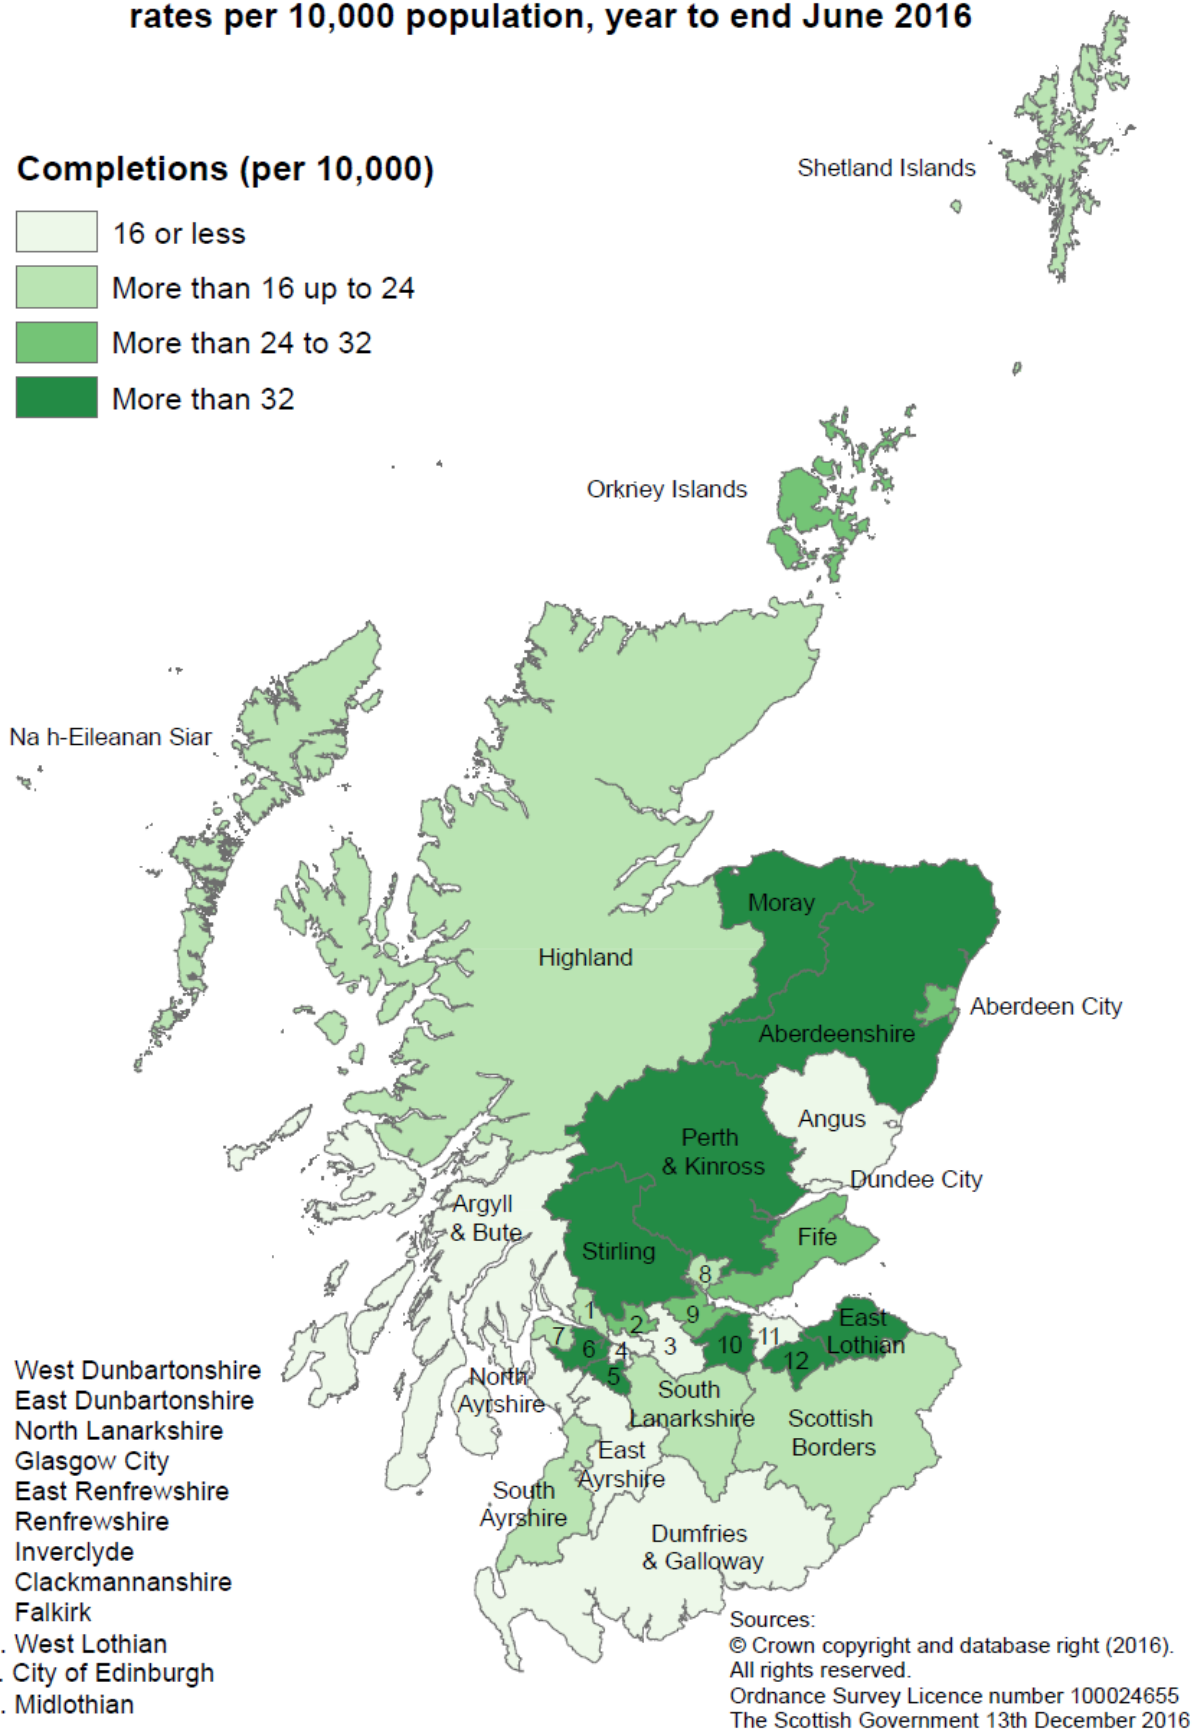 rates per 10,000 population, year to end June 2016
Completions (per 10,000)
16 or less
More than 16 up to 24
More than 24 to 32
More than 32
Shetland Islands
Orkney Islands
Na h-Eileanan Siar
Moray
Highland
Aberdeen City
Aberdeenshire
Angus
Perth
& Kinross
Dundee City
Argyll
& Bute
Fife
Stirling
8
1
2
9
East
Lothian
7
6
4
3
10
11
12
5
North
Ayrshire
South
Lanarkshire
Scottish
Borders
East
Ayrshire
South
Ayrshire
Dumfries
& Galloway
West Dunbartonshire
East Dunbartonshire
North Lanarkshire
Glasgow City
East Renfrewshire
Renfrewshire
Inverclyde
Clackmannanshire
Falkirk
. West Lothian
. City of Edinburgh
. Midlothian
Sources:
© Crown copyright and database right (2016).
All rights reserved.
Ordnance Survey Licence number 100024655
The Scottish Government 13th December 2016